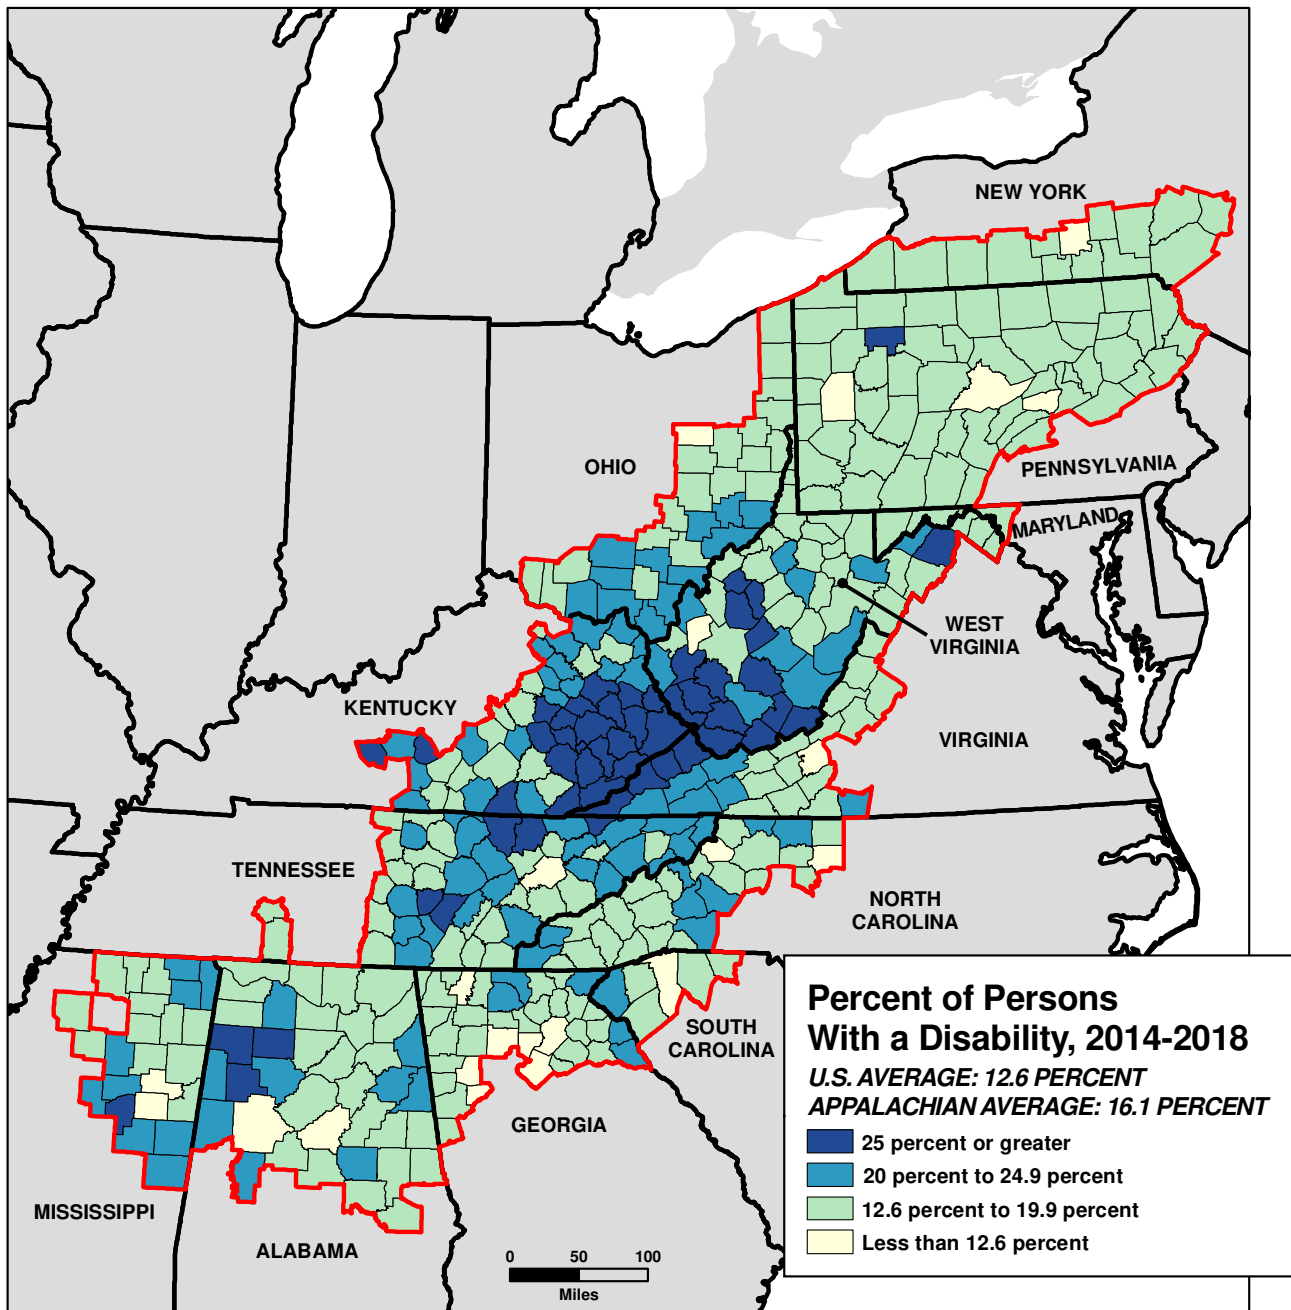 NEW YORK
OHIO
PENNSYLVANIA
MARYLAND
WEST
VIRGINIA
KENTUCKY
VIRGINIA
TENNESSEE
NORTH
CAROLINA
SOUTH
CAROLINA
GEORGIA
MISSISSIPPI
ALABAMA
Percent of Persons
With a Disability, 2014-2018
U.S. AVERAGE: 12.6 PERCENT
APPALACHIAN AVERAGE: 16.1 PERCENT
25 percent or greater
20 percent to 24.9 percent
12.6 percent to 19.9 percent
Less than 12.6 percent
0 50 100
Miles